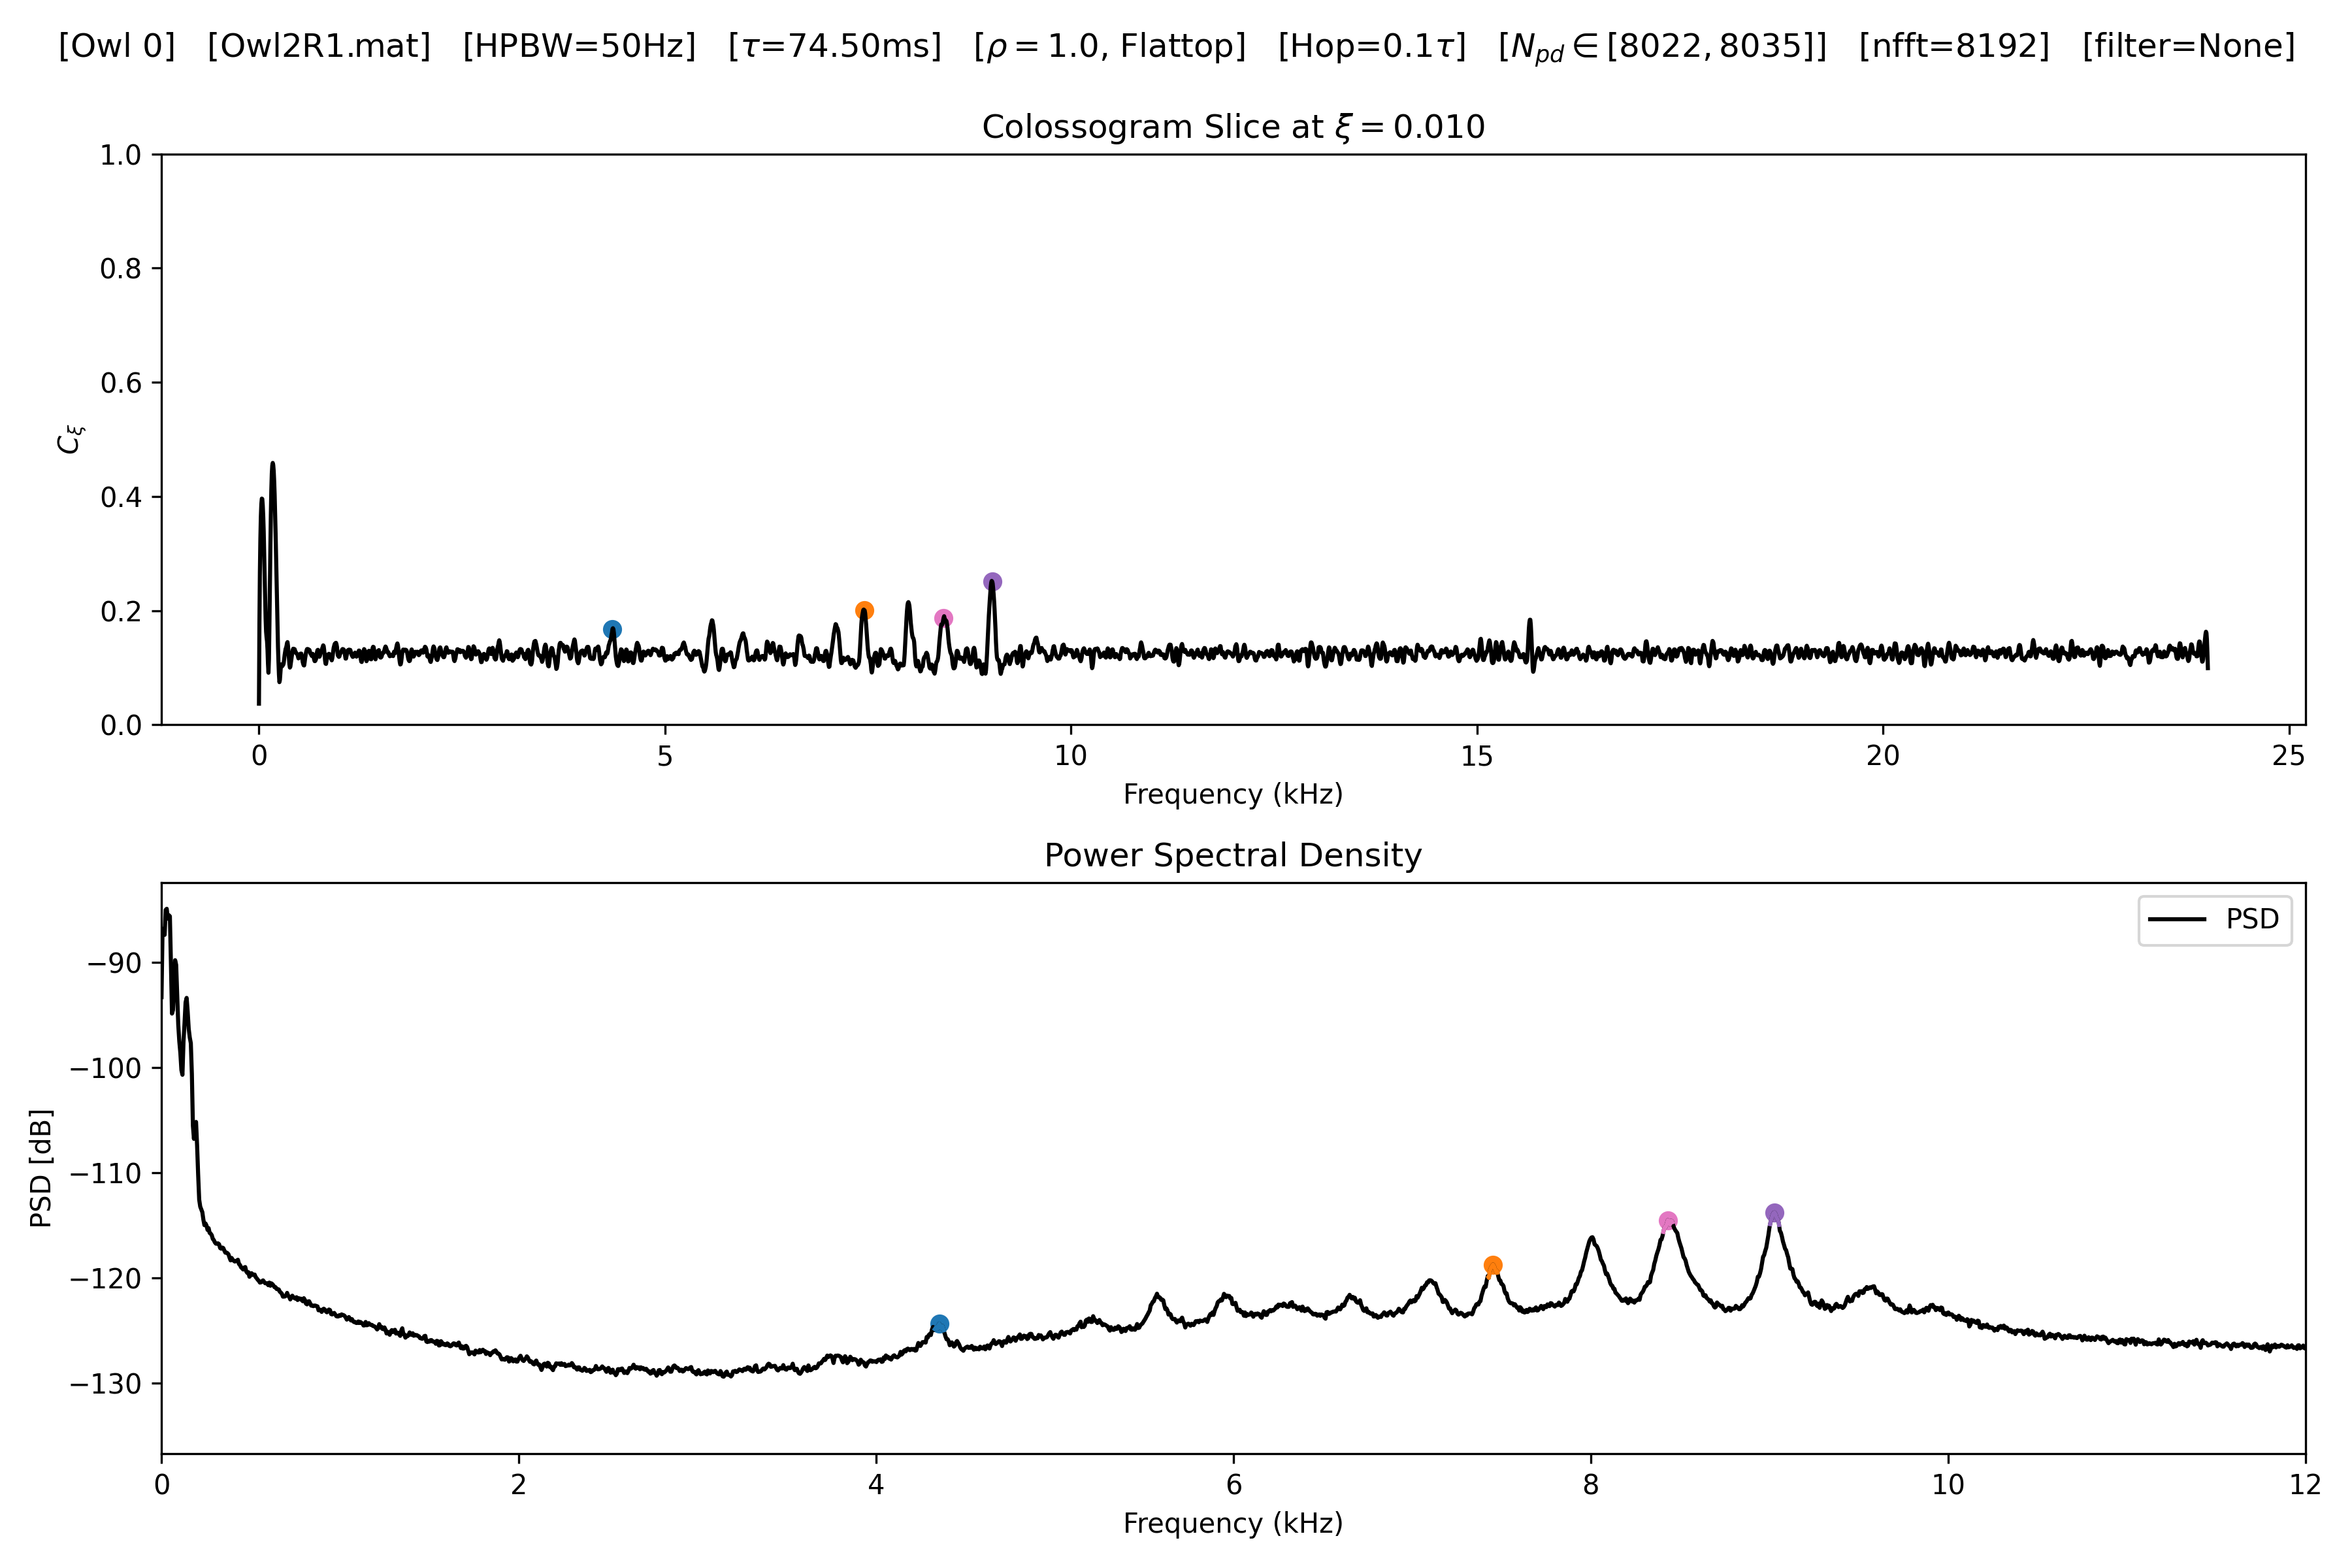 [Owl 0] [Owl2R1.mat] [HPBW=50Hz] [τ=74.50ms] [ρ = 1.0, Flattop] [Hop=0.1τ] [N_pd ∈ [8022, 8035]] [nfft=8192] [filter=None]
Colossogram Slice at ξ = 0.010
1.0
0.8
0.6
0.4
0.2
0.0
C_ξ
0 5 10 15 20 25
Frequency (kHz)
Power Spectral Density
PSD
−90
−100
−110
−120
−130
PSD [dB]
0 2 4 6 8 10 12
Frequency (kHz)